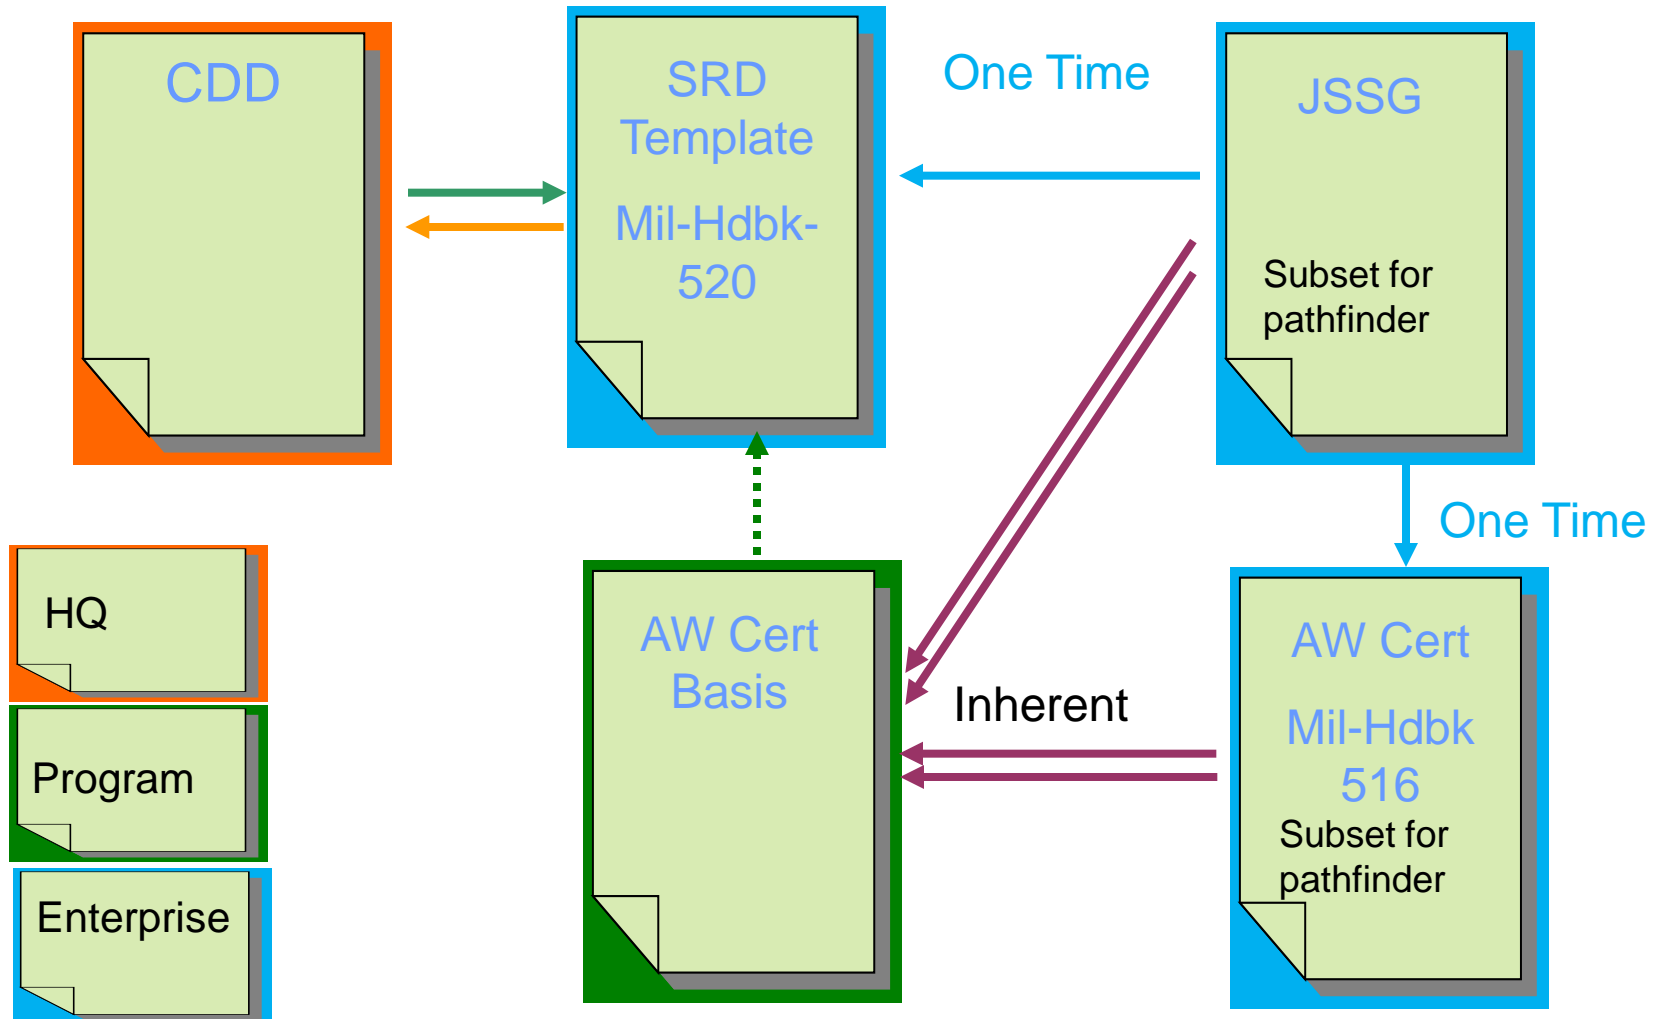 CDD
SRD
Template
Mil-Hdbk-
520
One Time
JSSG
Subset for
pathfinder
One Time
HQ
Program
Enterprise
AW Cert
Basis
Inherent
AW Cert
Mil-Hdbk
516
Subset for
pathfinder